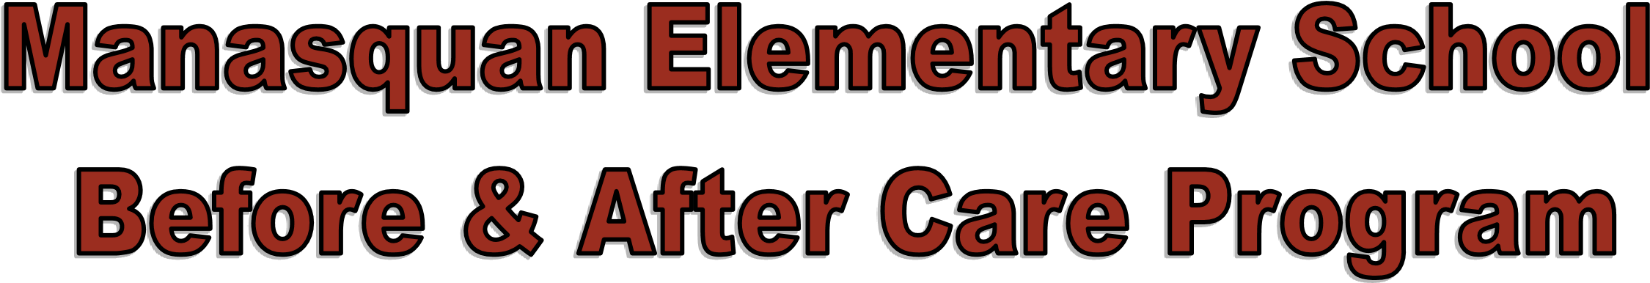 Manasquan Elementary School
Before & After Care Program